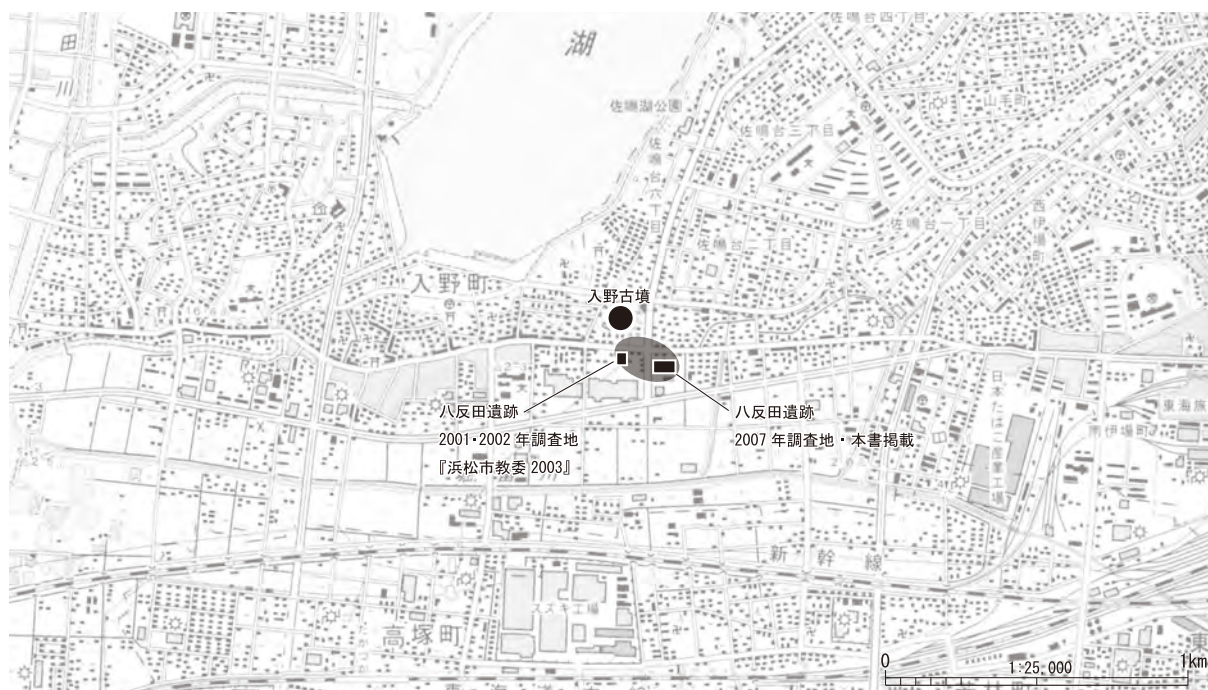 湖
佐鳴台四丁目
山手町
佐鳴湖公園
佐鳴台三丁目
佐鳴台六丁目
西伊場町
佐鳴台一丁目
佐鳴台二丁目
入野町
入野古墳
八反田遺跡
2001・2002 年調査地
『浜松市教委 2003』
八反田遺跡
2007 年調査地・本書掲載
日本たばこ産業工場
東海旅
南伊場町
新幹線
スズキ工場
高塚町
0
1:25,000
1km